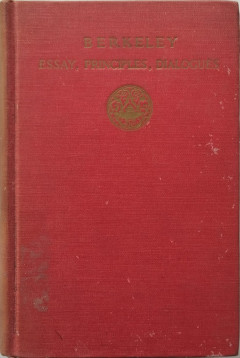 BERKELEY
ESSAY, PRINCIPLES, DIALOGUES